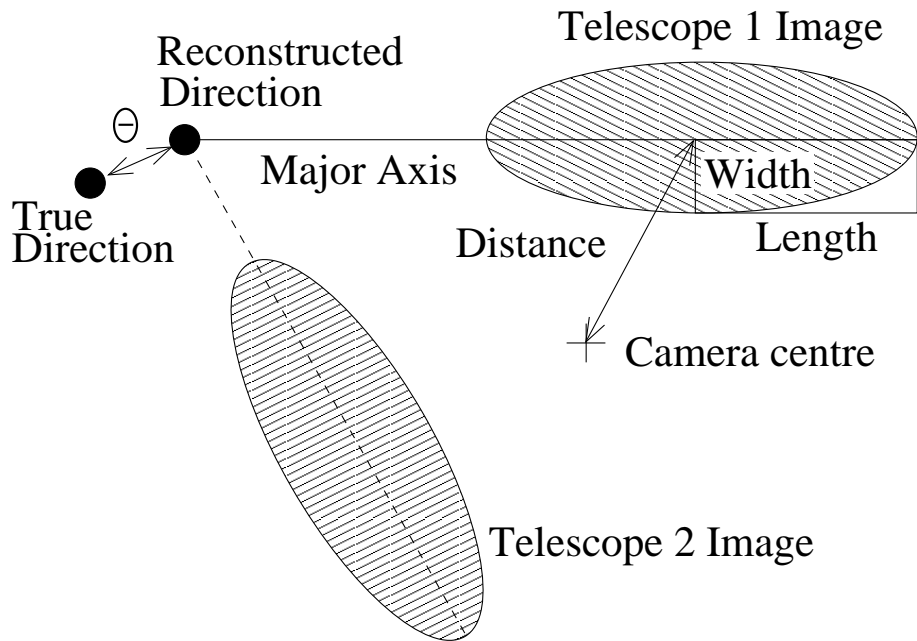 Telescope 1 Image
Reconstructed
Direction
Θ
Major Axis
Width
True
Direction
Distance
Length
Camera centre
Telescope 2 Image